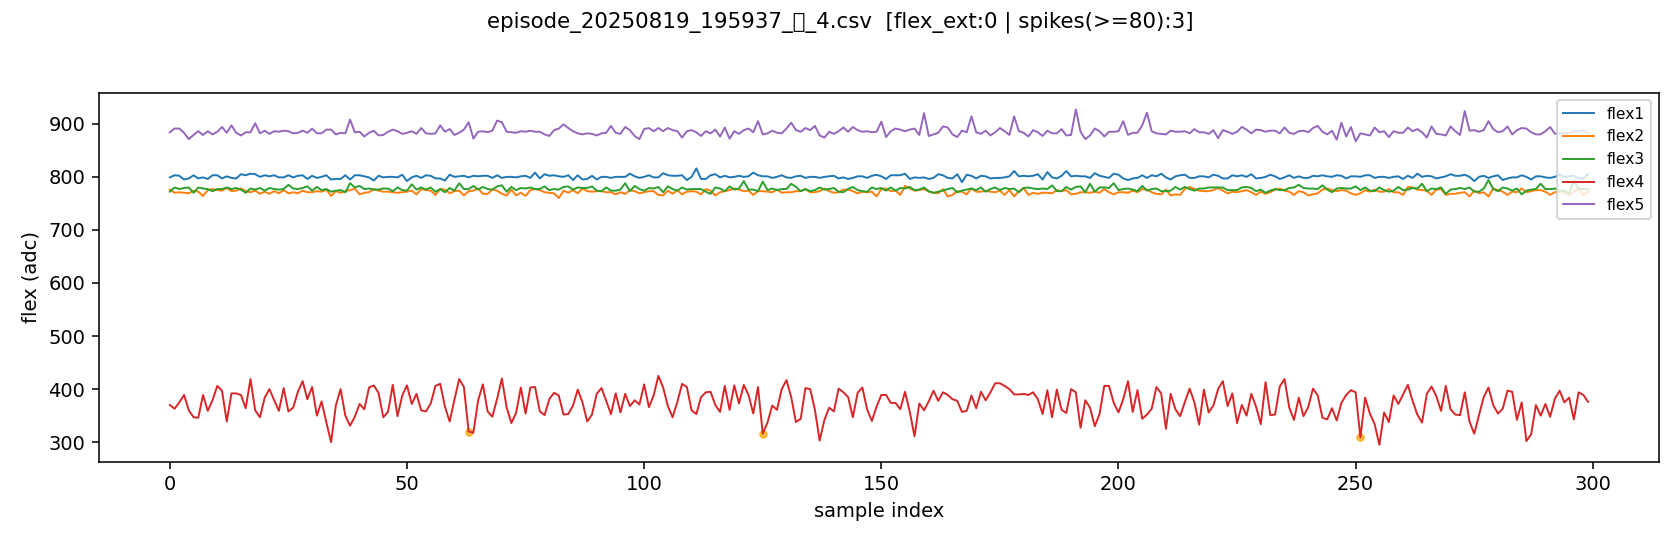 episode_20250819_195937_▯_4.csv  [flex_ext:0 | spikes(>=80):3]
flex (adc)
900
800
700
600
500
400
300
flex1
flex2
flex3
flex4
flex5
0
50
100
150
200
250
300
sample index